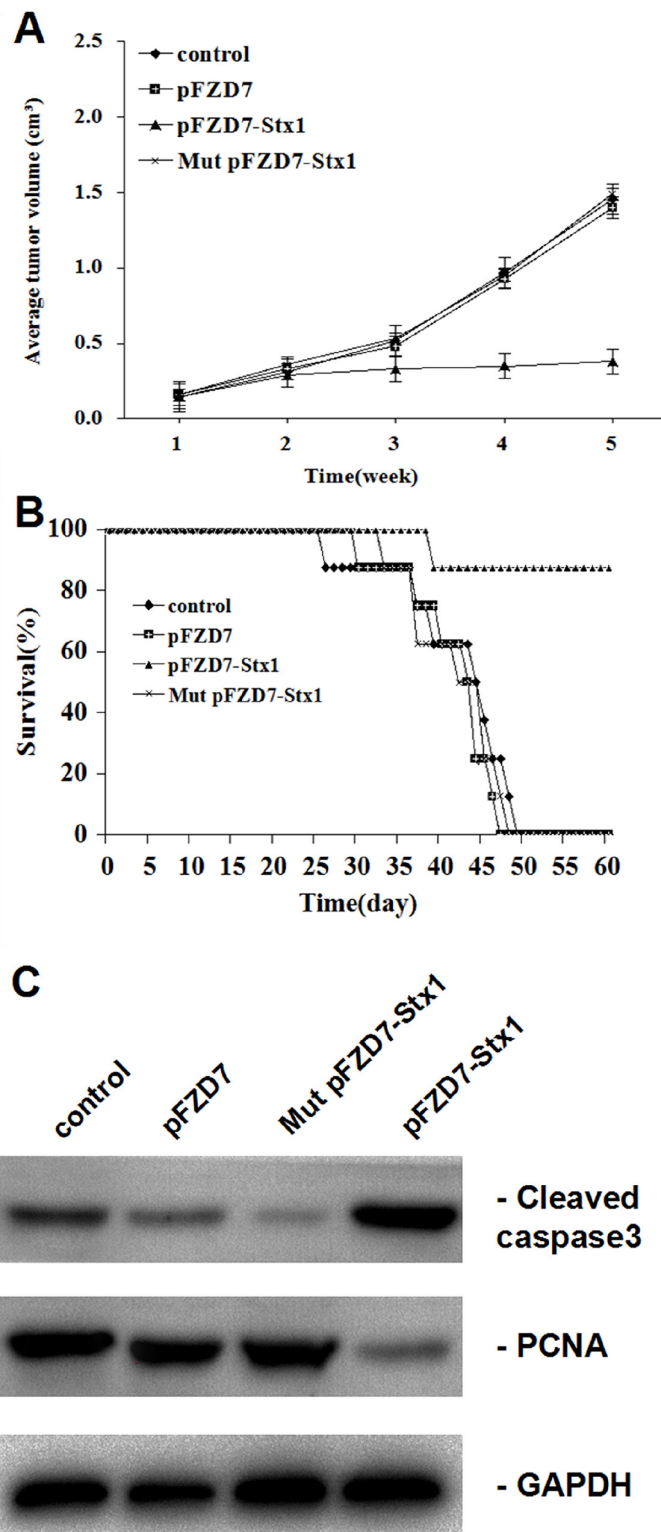 A
control
pFZD7
pFZD7-Stx1
Mut pFZD7-Stx1
Average tumor volume (cm³)
2.5
2.0
1.5
1.0
0.5
0.0
1 2 3 4 5
Time(week)
B
100
80
60
40
20
0
Survival(%)
control
pFZD7
pFZD7-Stx1
Mut pFZD7-Stx1
0 5 10 15 20 25 30 35 40 45 50 55 60
Time(day)
C
control
pFZD7
Mut pFZD7-Stx1
pFZD7-Stx1
- Cleaved
caspase3
- PCNA
- GAPDH